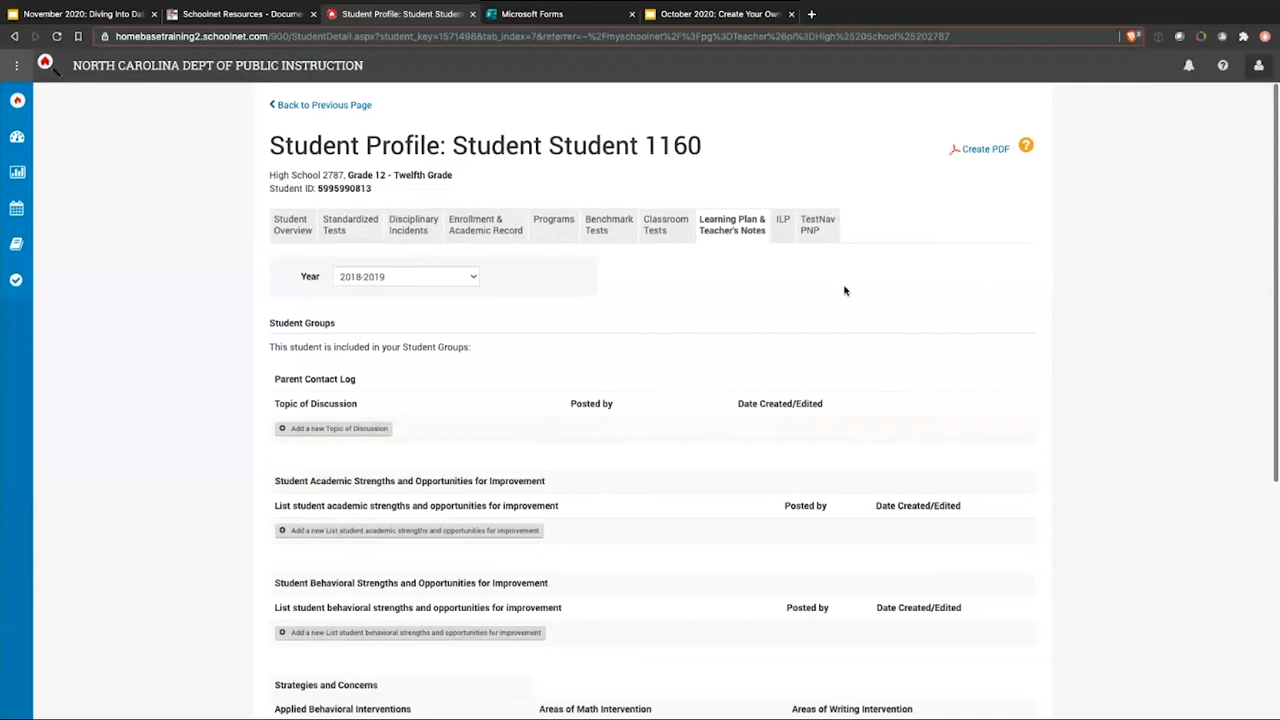 November 2020: Diving Into Dat
Schoolnet Resources - Docume
Student Profile: Student Studen
Microsoft Forms
October 2020: Create Your Own
homebasetraining2.schoolnet.com/900/StudentDetail.aspx?student_key=1571498&tab_index=7&referrer=~%2Fmyschoolnet%2F%3Fpg%3DTeacher%26pl%3DHigh%2520School%25202787
NORTH CAROLINA DEPT OF PUBLIC INSTRUCTION
Back to Previous Page
Student Profile: Student Student 1160
Create PDF
High School 2787, Grade 12 - Twelfth Grade
Student ID: 5995990813
Student Overview
Standardized Tests
Disciplinary Incidents
Enrollment & Academic Record
Programs
Benchmark Tests
Classroom Tests
Learning Plan & Teacher's Notes
ILP
TestNav PNP
Year 2018-2019
Student Groups
This student is included in your Student Groups:
Parent Contact Log
Topic of Discussion Posted by Date Created/Edited
Add a new Topic of Discussion
Student Academic Strengths and Opportunities for Improvement
List student academic strengths and opportunities for improvement Posted by Date Created/Edited
Add a new List student academic strengths and opportunities for improvement
Student Behavioral Strengths and Opportunities for Improvement
List student behavioral strengths and opportunities for improvement Posted by Date Created/Edited
Add a new List student behavioral strengths and opportunities for improvement
Strategies and Concerns
Applied Behavioral Interventions Areas of Math Intervention Areas of Writing Intervention